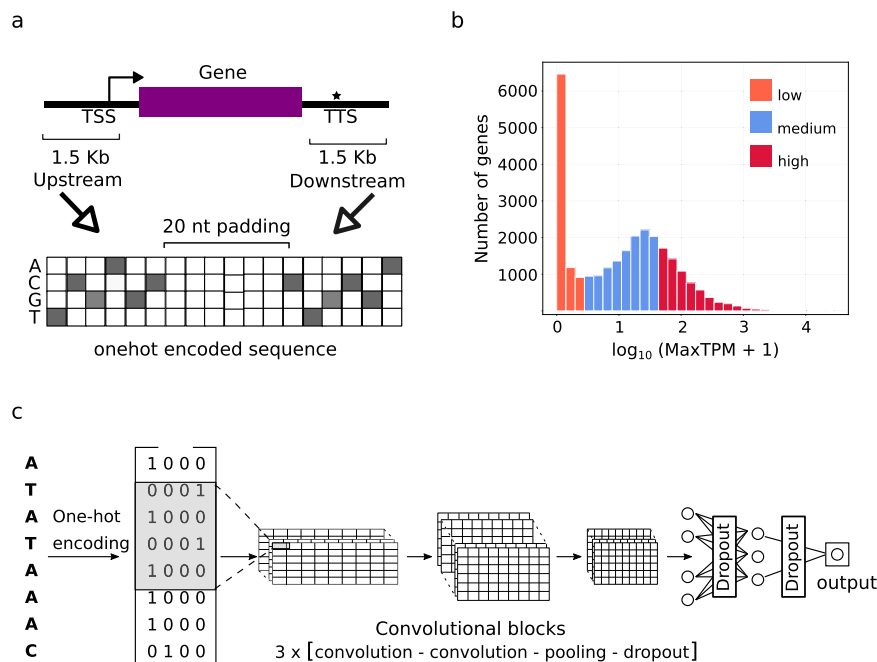 a
Gene
TSS
TTS
1.5 Kb
Upstream
1.5 Kb
Downstream
20 nt padding
A
C
G
T
onehot encoded sequence
b
Number of genes
6000
5000
4000
3000
2000
1000
low
medium
high
0 1 2 3 4
log₁₀ (MaxTPM + 1)
c
A 1 0 0 0
T 0 0 0 1
A 1 0 0 0
T 0 0 0 1
A 1 0 0 0
A 1 0 0 0
A 1 0 0 0
C 0 1 0 0
One-hot
encoding
Dropout
Dropout
output
Convolutional blocks
3 x [convolution - convolution - pooling - dropout]